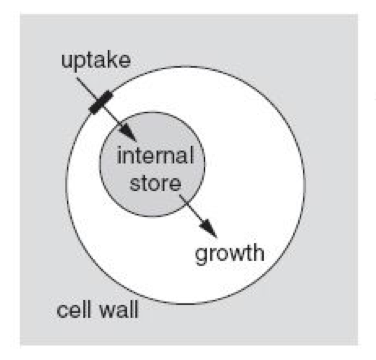 uptake
internal
store
growth
cell wall